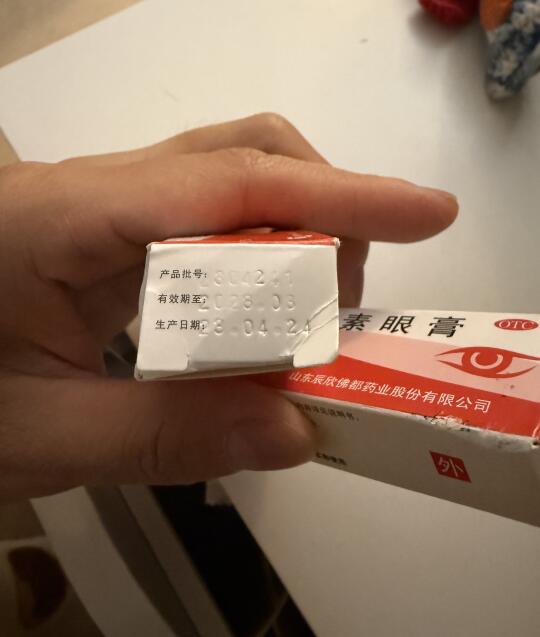 产品批号:2304241
有效期至:2028.03
生产日期:23.04.24
素眼膏
OTC
山东辰欣佛都药业股份有限公司
外